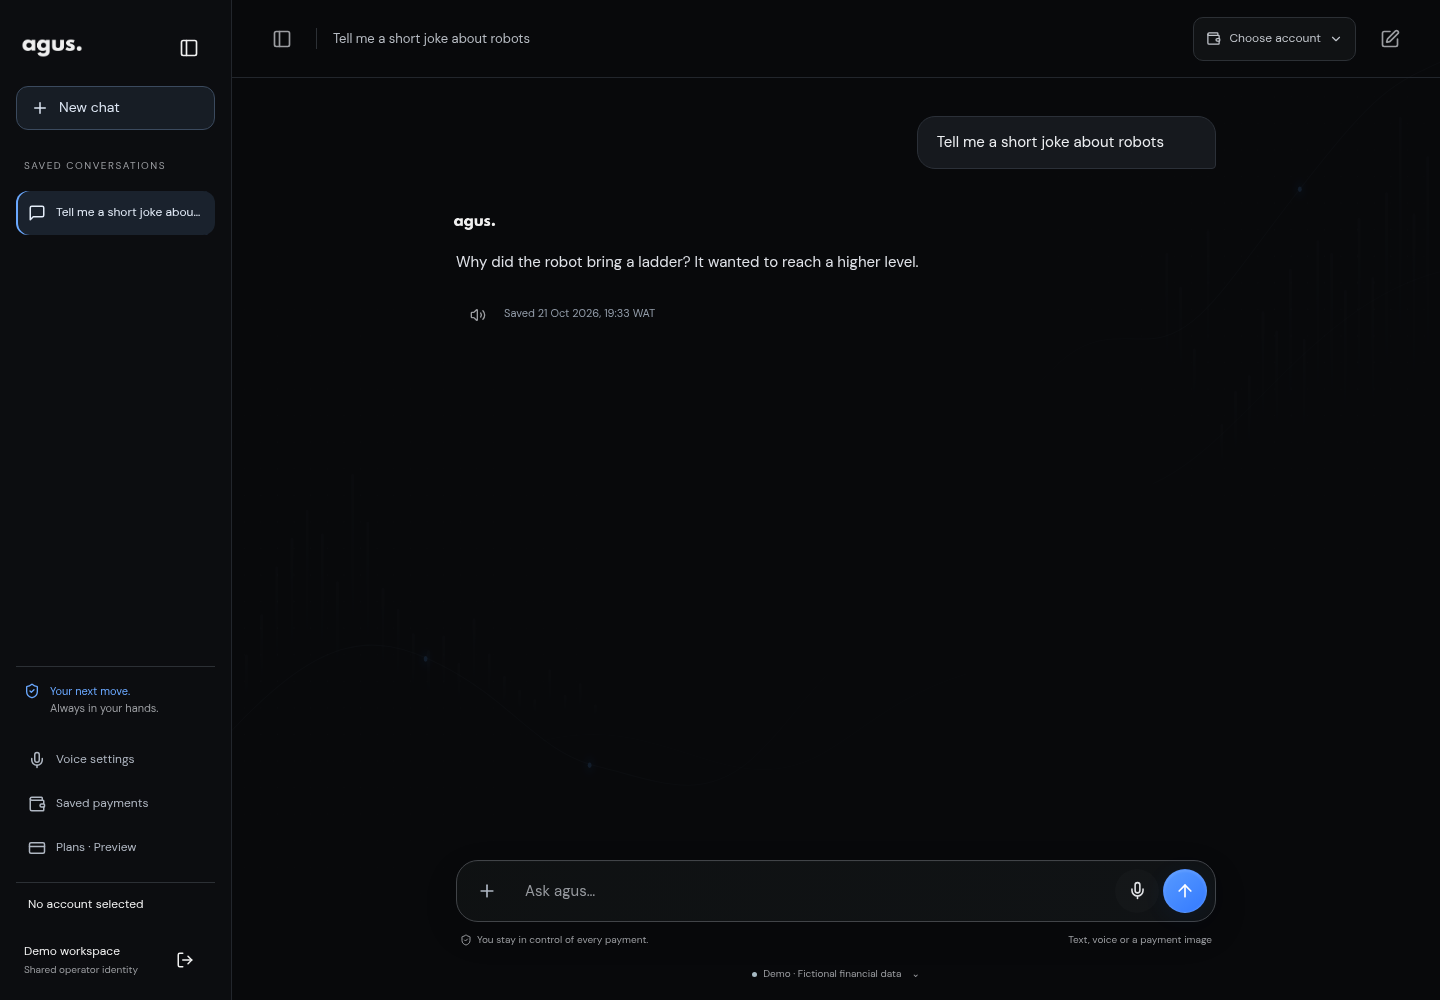 agus.
New chat
SAVED CONVERSATIONS
Tell me a short joke abou...
Your next move.
Always in your hands.
Voice settings
Saved payments
Plans · Preview
No account selected
Demo workspace
Shared operator identity
Tell me a short joke about robots
Choose account
Tell me a short joke about robots
agus.
Why did the robot bring a ladder? It wanted to reach a higher level.
Saved 21 Oct 2026, 19:33 WAT
Ask agus...
You stay in control of every payment.
Text, voice or a payment image
Demo · Fictional financial data